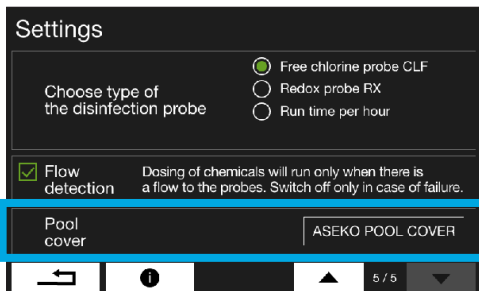 Settings
Choose type of
the disinfection probe
Free chlorine probe CLF
Redox probe RX
Run time per hour
Flow
detection
Dosing of chemicals will run only when there is
a flow to the probes. Switch off only in case of failure.
Pool
cover
ASEKO POOL COVER
5/5